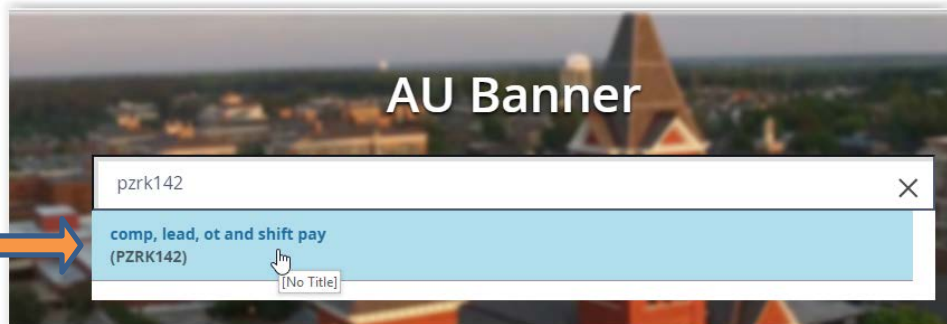 AU Banner
pzrk142
comp, lead, ot and shift pay
(PZRK142)
[No Title]